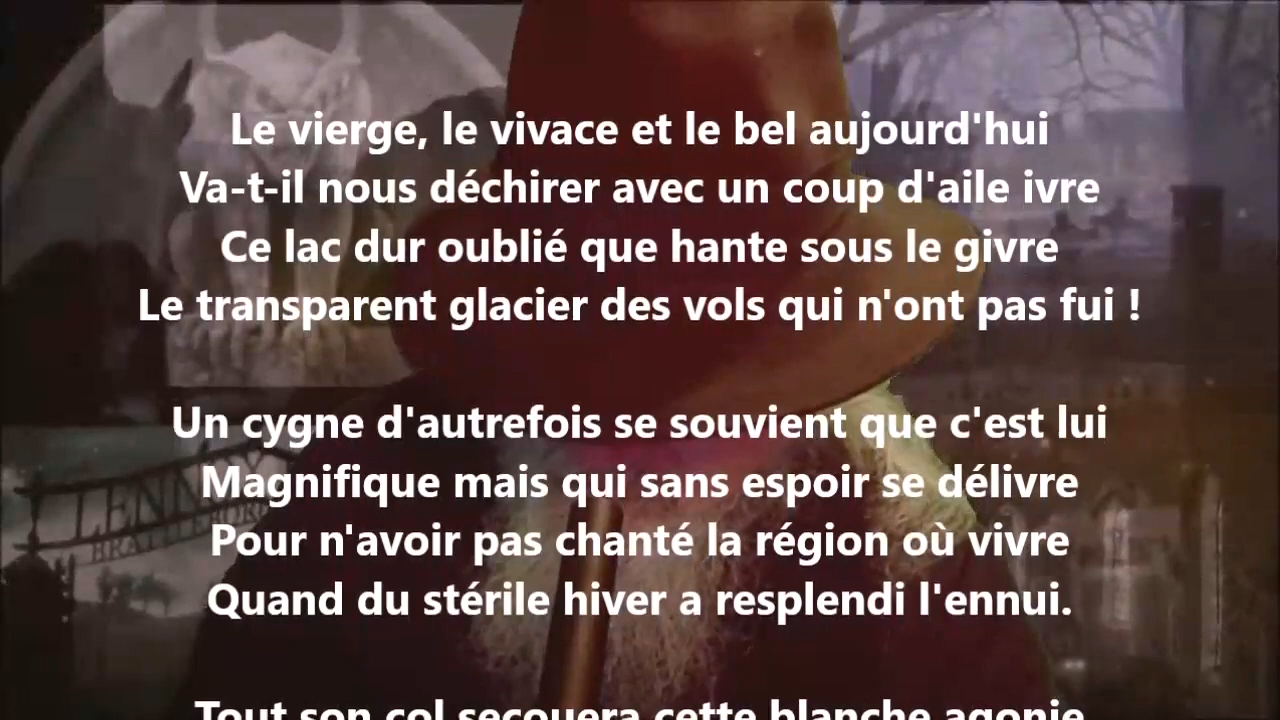 Le vierge, le vivace et le bel aujourd'hui
Va-t-il nous déchirer avec un coup d'aile ivre
Ce lac dur oublié que hante sous le givre
Le transparent glacier des vols qui n'ont pas fui !
Un cygne d'autrefois se souvient que c'est lui
Magnifique mais qui sans espoir se délivre
Pour n'avoir pas chanté la région où vivre
Quand du stérile hiver a resplendi l'ennui.
Tout son col secouera cette blanche agonie